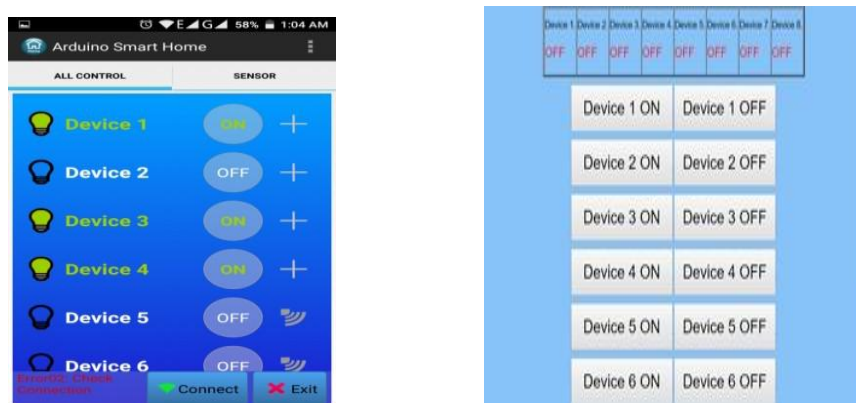 E G 58% 1:04 AM
Arduino Smart Home
ALL CONTROL SENSOR
Device 1 ON
Device 2 OFF
Device 3 ON
Device 4 ON
Device 5 OFF
Device 6 OFF
Error02: Check
Connection
Connect Exit
Device 1 Device 2 Device 3 Device 4 Device 5 Device 6 Device 7 Device 8
OFF OFF OFF OFF OFF OFF OFF OFF
Device 1 ON Device 1 OFF
Device 2 ON Device 2 OFF
Device 3 ON Device 3 OFF
Device 4 ON Device 4 OFF
Device 5 ON Device 5 OFF
Device 6 ON Device 6 OFF